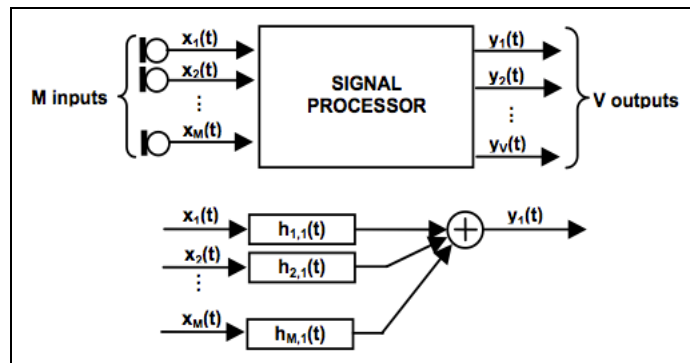 M inputs
x₁(t)
x₂(t)
⋮
x_M(t)
SIGNAL
PROCESSOR
y₁(t)
y₂(t)
⋮
y_V(t)
V outputs
x₁(t)
h₁,₁(t)
+
y₁(t)
x₂(t)
h₂,₁(t)
⋮
x_M(t)
h_M,₁(t)